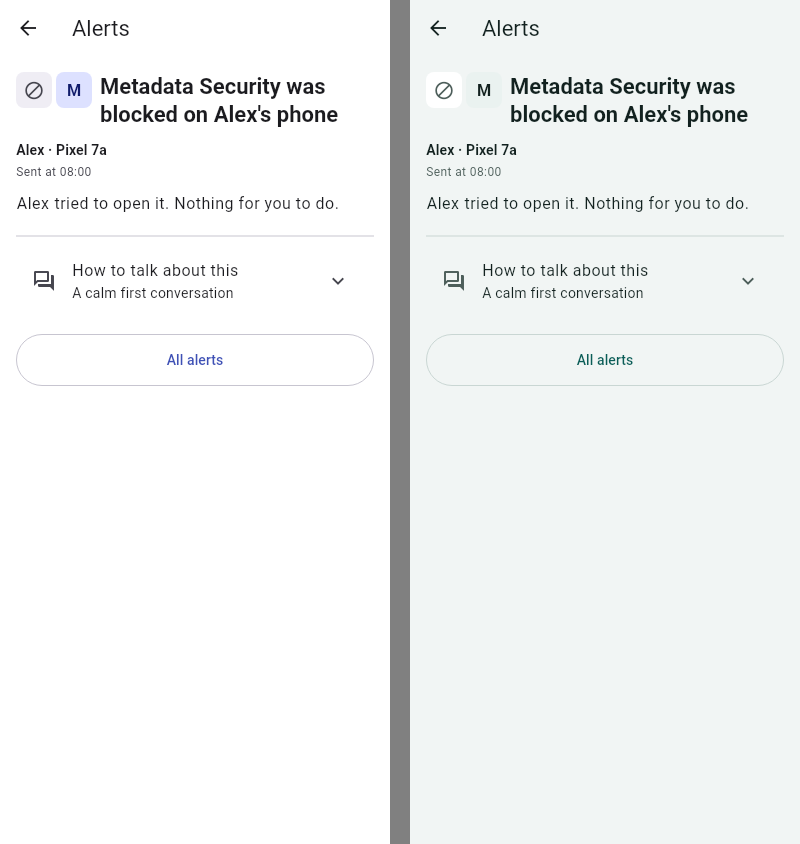 Alerts
M
Metadata Security was
blocked on Alex's phone
Alex · Pixel 7a
Sent at 08:00
Alex tried to open it. Nothing for you to do.
How to talk about this
A calm first conversation
All alerts
Alerts
M
Metadata Security was
blocked on Alex's phone
Alex · Pixel 7a
Sent at 08:00
Alex tried to open it. Nothing for you to do.
How to talk about this
A calm first conversation
All alerts